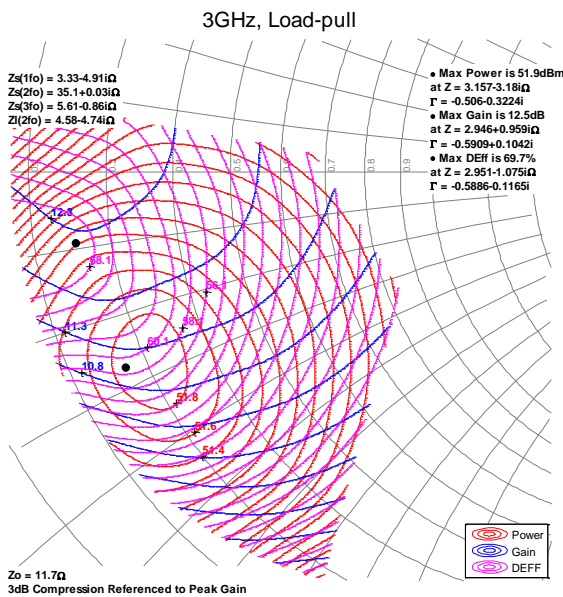 3GHz, Load-pull
Zs(1fo) = 3.33-4.91iΩ
Zs(2fo) = 35.1+0.03iΩ
Zs(3fo) = 5.61-0.86iΩ
Zl(2fo) = 4.58-4.74iΩ
● Max Power is 51.9dBm
at Z = 3.157-3.18iΩ
Γ = -0.506-0.3224i
● Max Gain is 12.5dB
at Z = 2.946+0.959iΩ
Γ = -0.5909+0.1042i
● Max DEff is 69.7%
at Z = 2.951-1.075iΩ
Γ = -0.5886-0.1165i
0.4
0.5
0.6
0.7
0.8
0.9
12.3
68.1
11.3
10.8
51.8
51.6
51.4
Power
Gain
DEFF
Zo = 11.7Ω
3dB Compression Referenced to Peak Gain